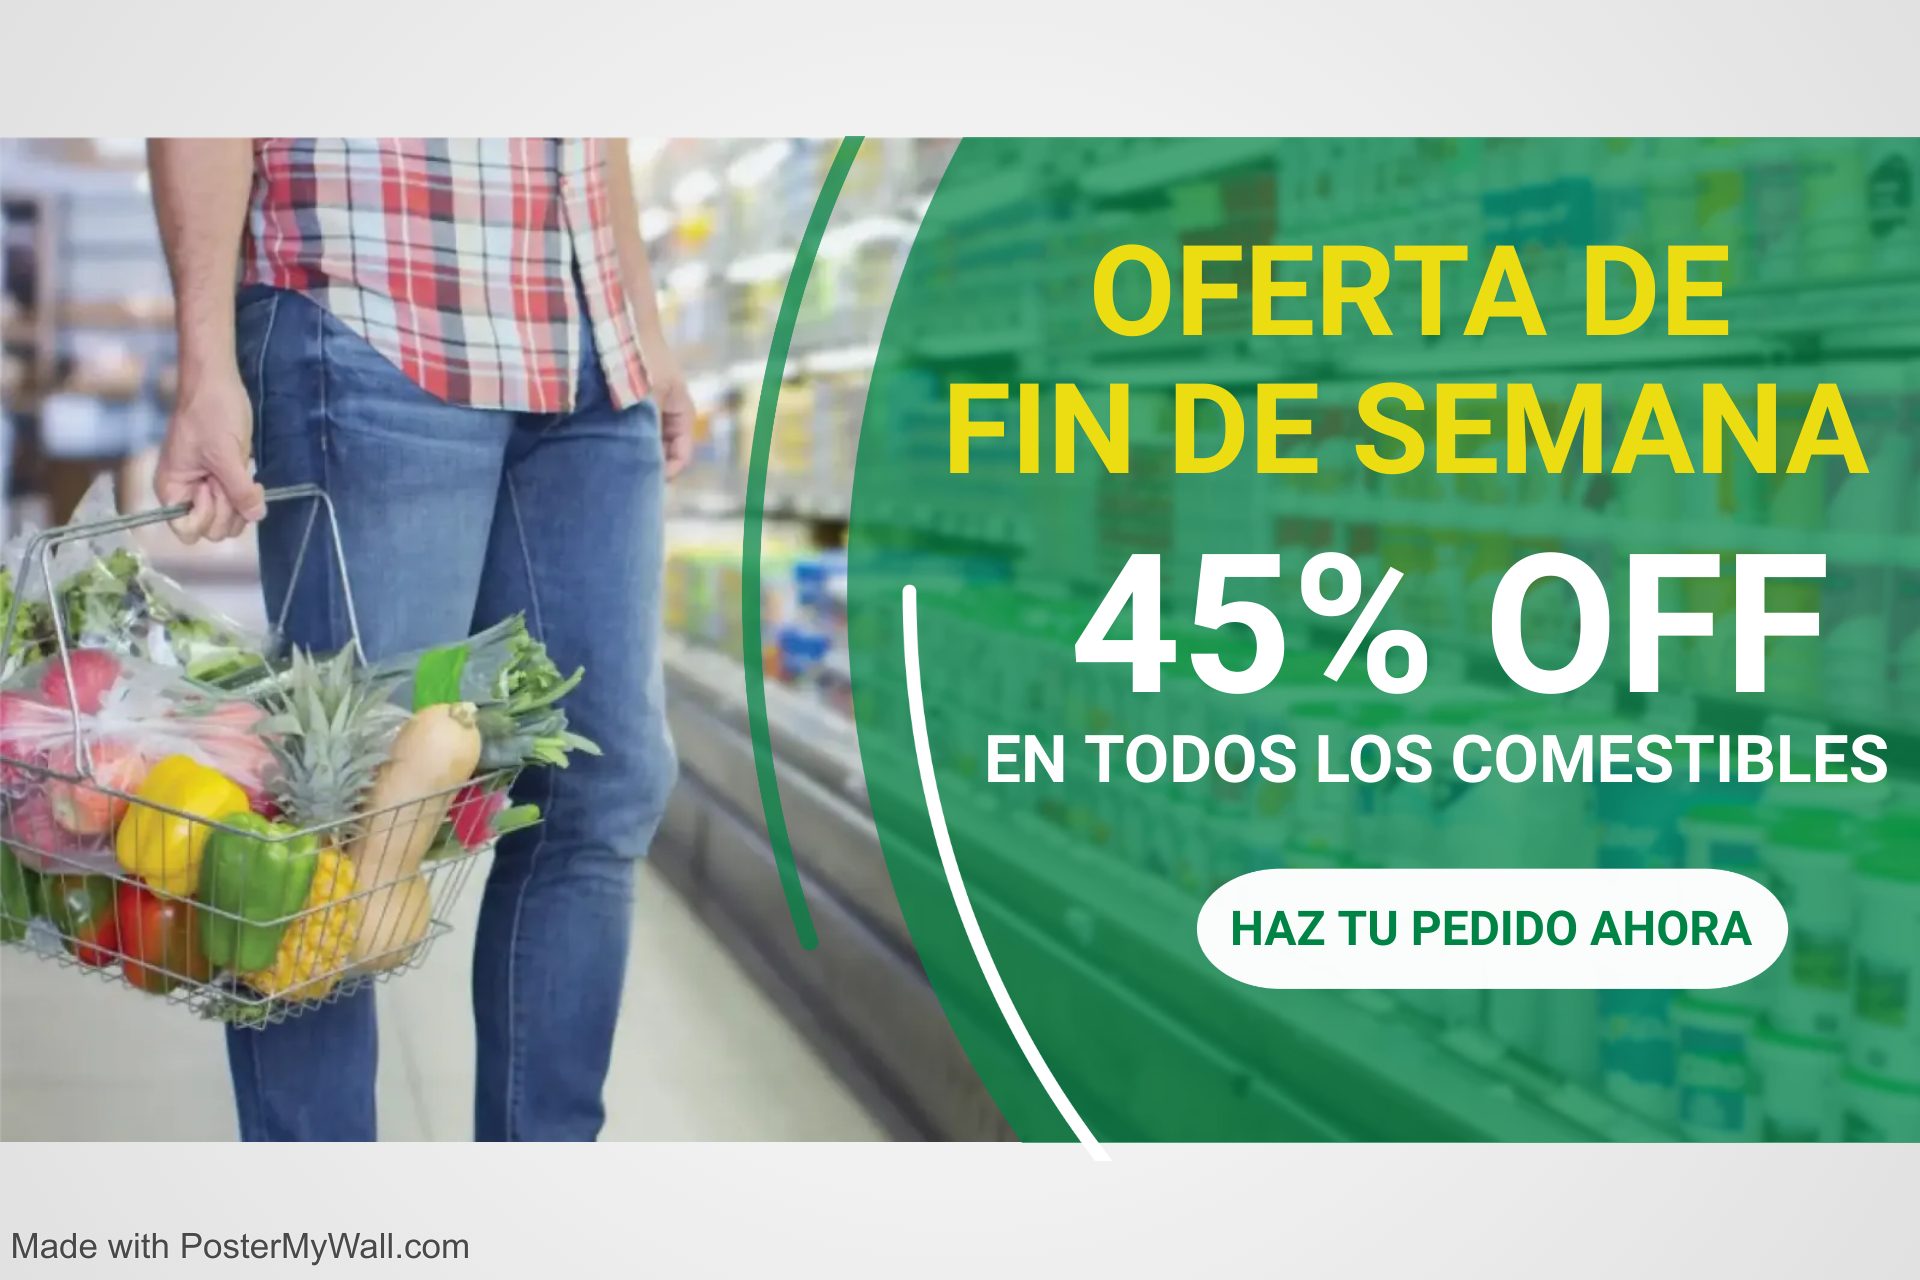 OFERTA DE
FIN DE SEMANA
45% OFF
EN TODOS LOS COMESTIBLES
HAZ TU PEDIDO AHORA
Made with PosterMyWall.com